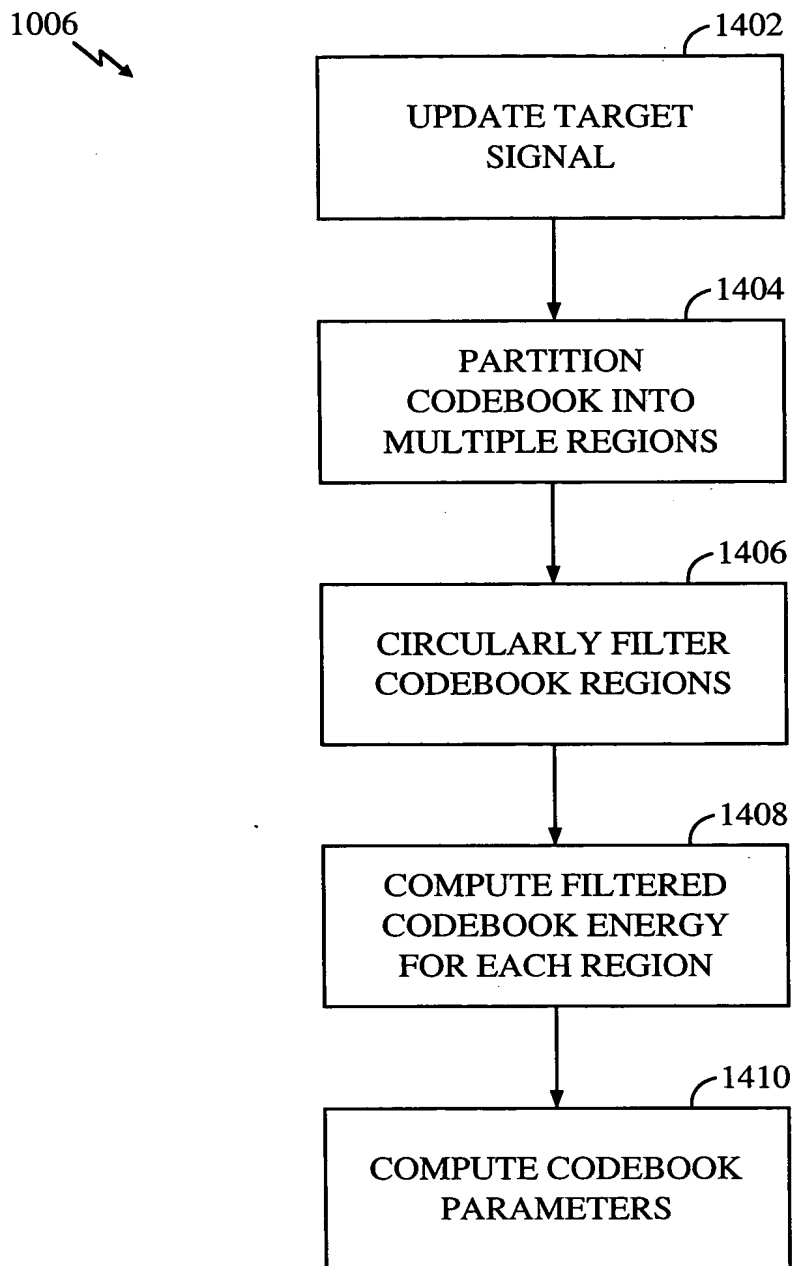 1006
1402
UPDATE TARGET
SIGNAL
1404
PARTITION
CODEBOOK INTO
MULTIPLE REGIONS
1406
CIRCULARLY FILTER
CODEBOOK REGIONS
1408
COMPUTE FILTERED
CODEBOOK ENERGY
FOR EACH REGION
1410
COMPUTE CODEBOOK
PARAMETERS